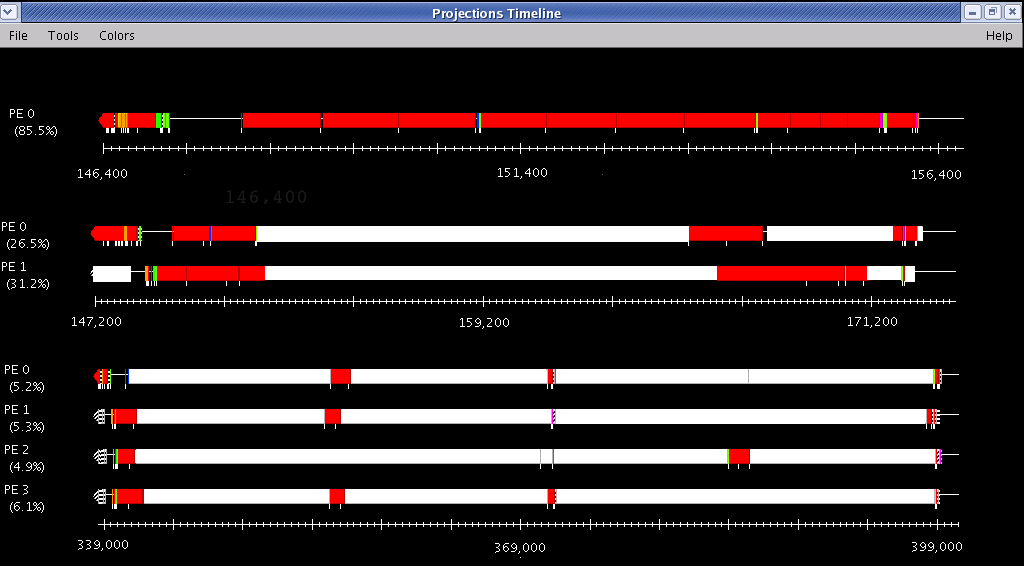 Projections Timeline
File Tools Colors Help
PE 0
(85.5%)
146,400 151,400 156,400
146,400
PE 0
(26.5%)
PE 1
(31.2%)
147,200 159,200 171,200
PE 0
(5.2%)
PE 1
(5.3%)
PE 2
(4.9%)
PE 3
(6.1%)
339,000 369,000 399,000